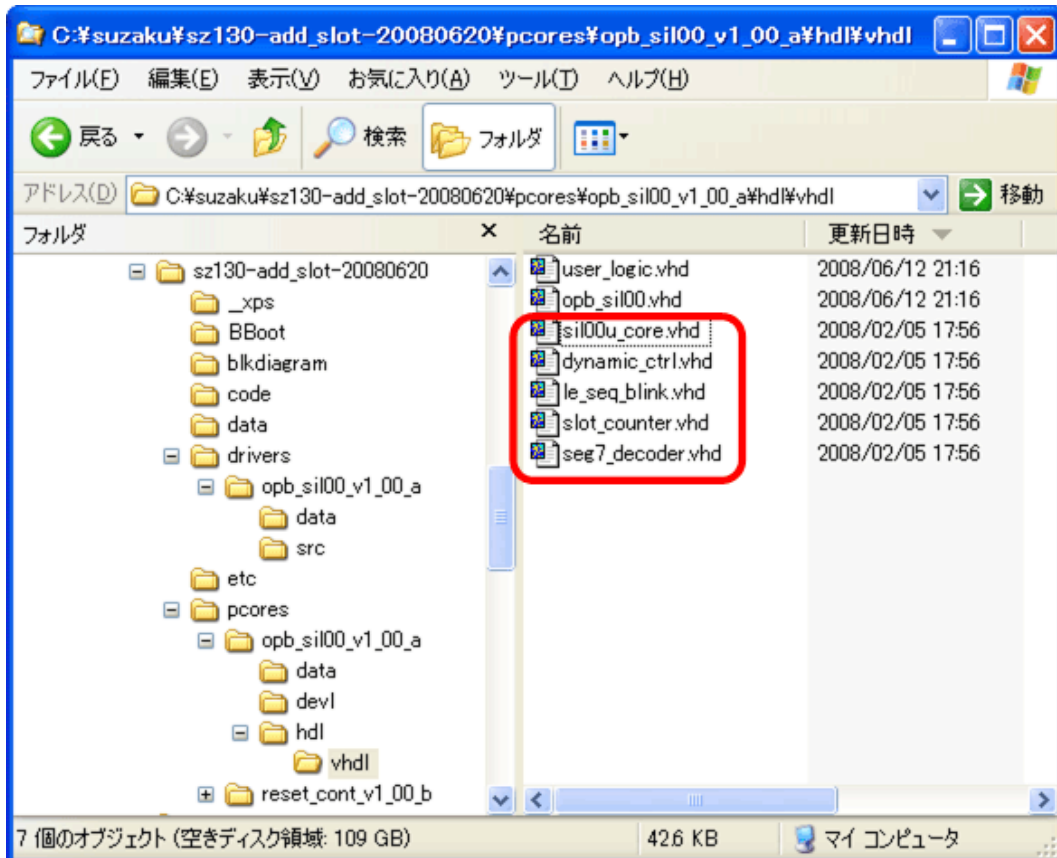 C:¥suzaku¥sz130-add_slot-20080620¥pcores¥opb_sil00_v1_00_a¥hdl¥vhdl
ファイル(F) 編集(E) 表示(V) お気に入り(A) ツール(T) ヘルプ(H)
戻る 検索 フォルダ
アドレス(D) C:¥suzaku¥sz130-add_slot-20080620¥pcores¥opb_sil00_v1_00_a¥hdl¥vhdl 移動
フォルダ × 名前 更新日時
sz130-add_slot-20080620
_xps
BBoot
blkdiagram
code
data
drivers
opb_sil00_v1_00_a
data
src
etc
pcores
opb_sil00_v1_00_a
data
devl
hdl
vhdl
reset_cont_v1_00_b
user_logic.vhd 2008/06/12 21:16
opb_sil00.vhd 2008/06/12 21:16
sil00u_core.vhd 2008/02/05 17:56
dynamic_ctrl.vhd 2008/02/05 17:56
le_seq_blink.vhd 2008/02/05 17:56
slot_counter.vhd 2008/02/05 17:56
seg7_decoder.vhd 2008/02/05 17:56
7 個のオブジェクト (空きディスク領域: 109 GB) 42.6 KB マイ コンピュータ